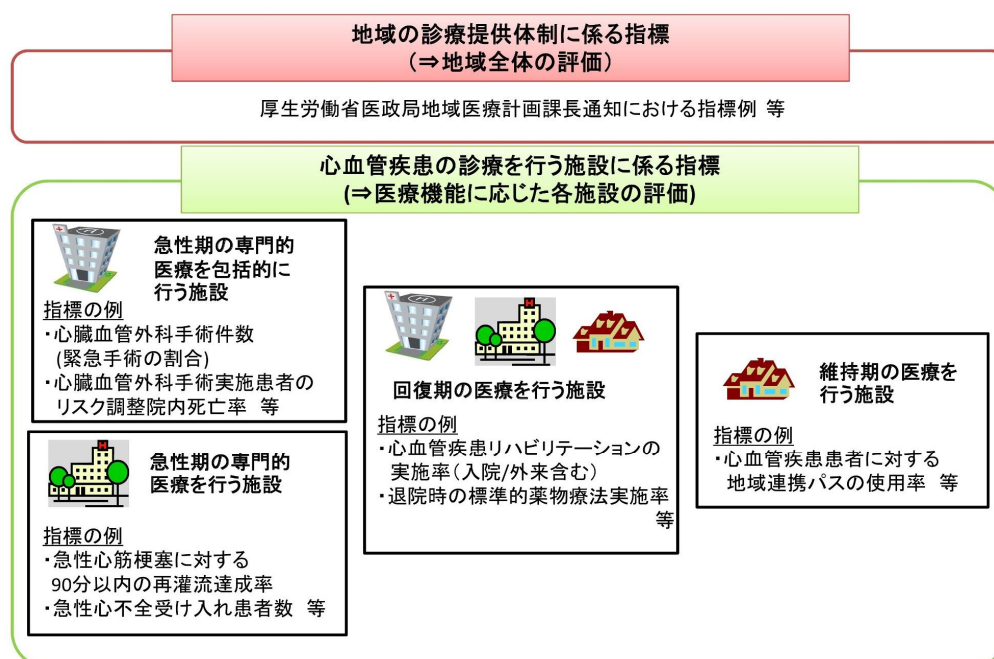 地域の診療提供体制に係る指標
（⇒地域全体の評価）
厚生労働省医政局地域医療計画課長通知における指標例 等
心血管疾患の診療を行う施設に係る指標
(⇒医療機能に応じた各施設の評価)
急性期の専門的
医療を包括的に
行う施設
指標の例
・心臓血管外科手術件数
(緊急手術の割合)
・心臓血管外科手術実施患者の
リスク調整院内死亡率 等
急性期の専門的
医療を行う施設
指標の例
・急性心筋梗塞に対する
90分以内の再灌流達成率
・急性心不全受け入れ患者数 等
回復期の医療を行う施設
指標の例
・心血管疾患リハビリテーションの
実施率（入院/外来含む）
・退院時の標準的薬物療法実施率
等
維持期の医療を
行う施設
指標の例
・心血管疾患患者に対する
地域連携パスの使用率 等